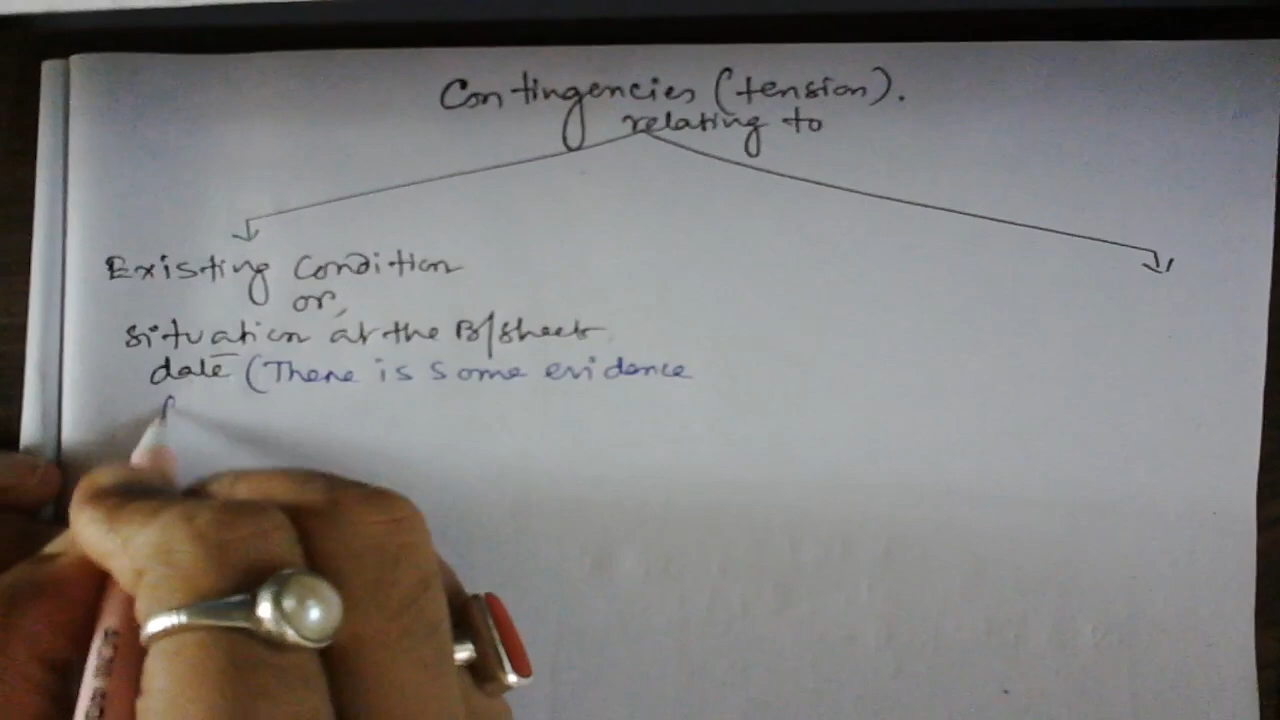 Contingencies (tension).
relating to
Existing Condition
or,
situation at the B/sheet
date (There is some evidence